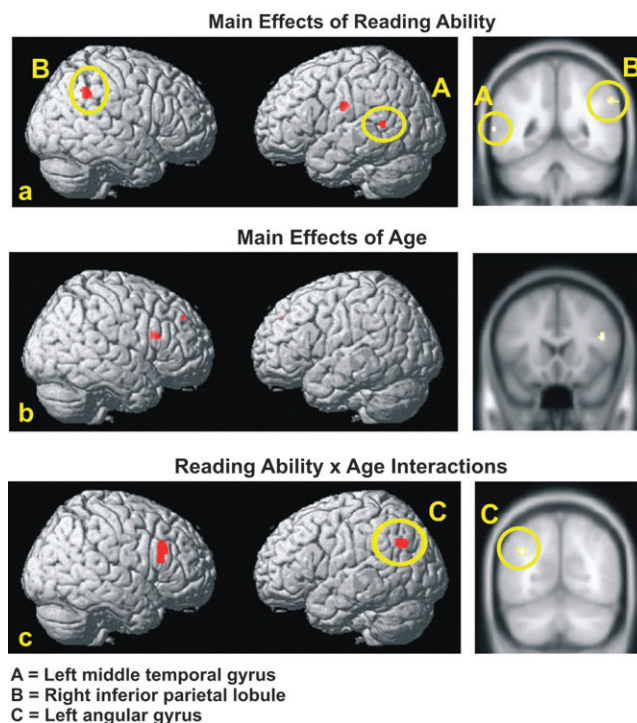 Main Effects of Reading Ability
B
A
A
B
a
Main Effects of Age
b
Reading Ability x Age Interactions
C
C
c
A = Left middle temporal gyrus
B = Right inferior parietal lobule
C = Left angular gyrus